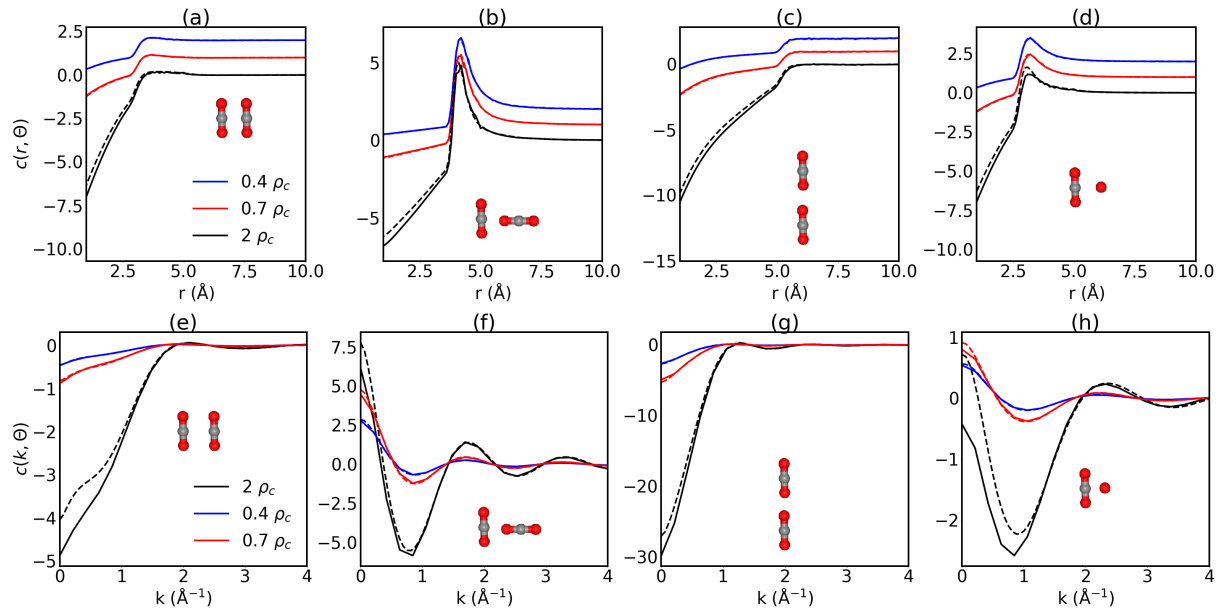 (a)
(b)
(c)
(d)
c(r, Θ)
2.5
0.0
−2.5
−5.0
−7.5
−10.0
0.4 ρc
0.7 ρc
2 ρc
2.5 5.0 7.5 10.0
r (Å)
5
0
−5
2.5 5.0 7.5 10.0
r (Å)
0
−5
−10
−15
2.5 5.0 7.5 10.0
r (Å)
2.5
0.0
−2.5
−5.0
−7.5
−10.0
2.5 5.0 7.5 10.0
r (Å)
(e)
(f)
(g)
(h)
c(k, Θ)
0
−1
−2
−3
−4
−5
2 ρc
0.4 ρc
0.7 ρc
0 1 2 3 4
k (Å⁻¹)
7.5
5.0
2.5
0.0
−2.5
−5.0
0 1 2 3 4
k (Å⁻¹)
0
−10
−20
−30
0 1 2 3 4
k (Å⁻¹)
1
0
−1
−2
0 1 2 3 4
k (Å⁻¹)